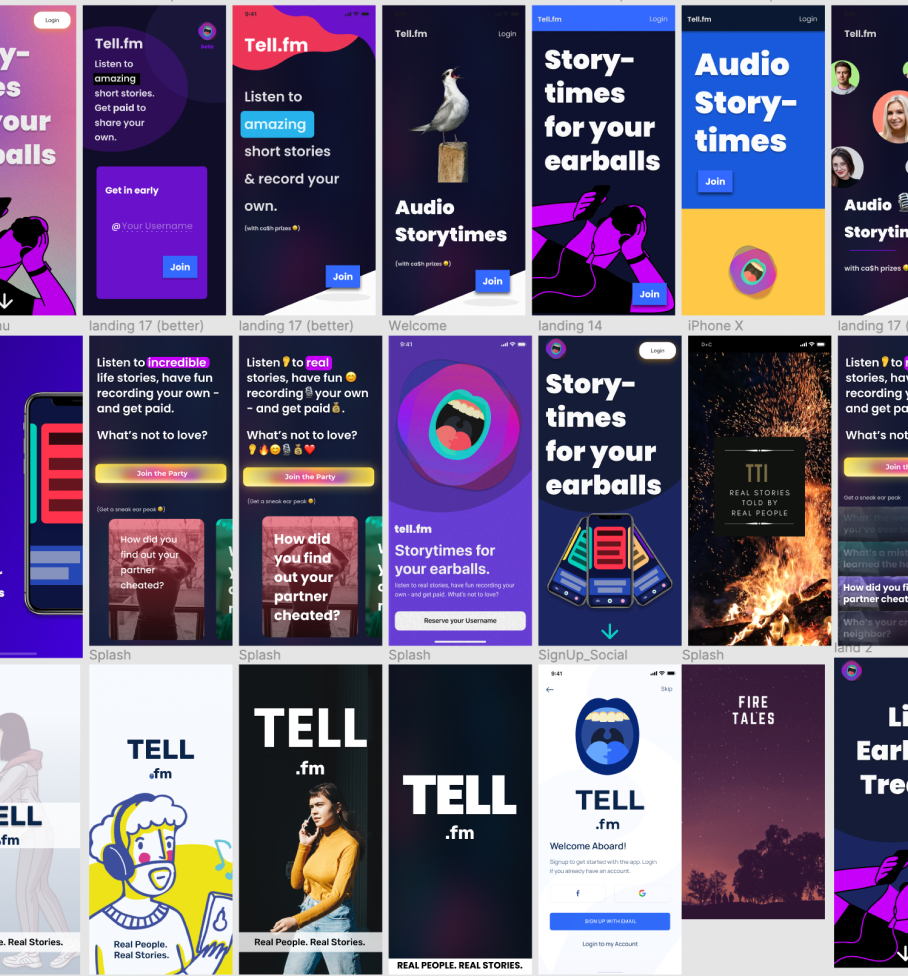 Login
y-
es
your
balls
Tell.fm
beta
Listen to
amazing
short stories.
Get paid to
share your
own.
Get in early
@Your Username
Join
9:41
Tell.fm
Listen to
amazing
short stories
& record your
own.
(with ca$h prizes 🤑)
Join
Tell.fm
Login
Audio
Storytimes
(with ca$h prizes 🤑)
Join
Tell.fm
Login
Story-
times
for your
earballs
Join
Tell.fm
Login
Audio
Story-
times
Join
Tell.fm
Audio
Storytim
with ca$h prizes
nu
landing 17 (better)
landing 17 (better)
Welcome
landing 14
iPhone X
landing 17 (
s
Listen to incredible
life stories, have fun
recording your own -
and get paid.
What's not to love?
Join the Party
(Get a sneak ear peak 🤑)
How did you
find out your
partner
cheated?
Listen👂to real
stories, have fun 😊
recording🎙your own
- and get paid💰.
What's not to love?
👂🔥😊🎙💰❤️
Join the Party
(Get a sneak ear peak 🤑)
How did
you find
out your
partner
cheated?
9:41
tell.fm
Storytimes for
your earballs.
listen to real stories, have fun recording your
own - and get paid. What's not to love?
Reserve your Username
Login
Story-
times
for your
earballs
D+C
TTI
REAL STORIES
TOLD BY
REAL PEOPLE
Listen👂to
stories, hav
recording
- and get pa
What's not
Join th
Get a sneak ear peak
What's a mist
learned the h
How did you fi
partner cheat
Who's your cr
neighbor?
Splash
Splash
Splash
SignUp_Social
Splash
land 2
ELL
.fm
e. Real Stories.
TELL
.fm
Real People.
Real Stories.
TELL
.fm
Real People. Real Stories.
TELL
.fm
REAL PEOPLE. REAL STORIES.
9:41
Skip
TELL
.fm
Welcome Aboard!
Signup to get started with the app. Login
if you already have an account.
f
G
SIGN UP WITH EMAIL
Login to my Account
FIRE
TALES
Li
Earb
Trea